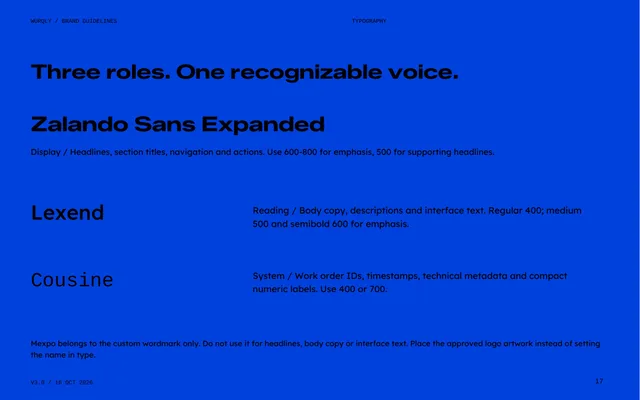 WORQLY / BRAND GUIDELINES
TYPOGRAPHY
Three roles. One recognizable voice.
Zalando Sans Expanded
Display / Headlines, section titles, navigation and actions. Use 600-800 for emphasis, 500 for supporting headlines.
Lexend
Reading / Body copy, descriptions and interface text. Regular 400; medium
500 and semibold 600 for emphasis.
Cousine
System / Work order IDs, timestamps, technical metadata and compact
numeric labels. Use 400 or 700.
Mexpo belongs to the custom wordmark only. Do not use it for headlines, body copy or interface text. Place the approved logo artwork instead of setting
the name in type.
OCT 2026
17